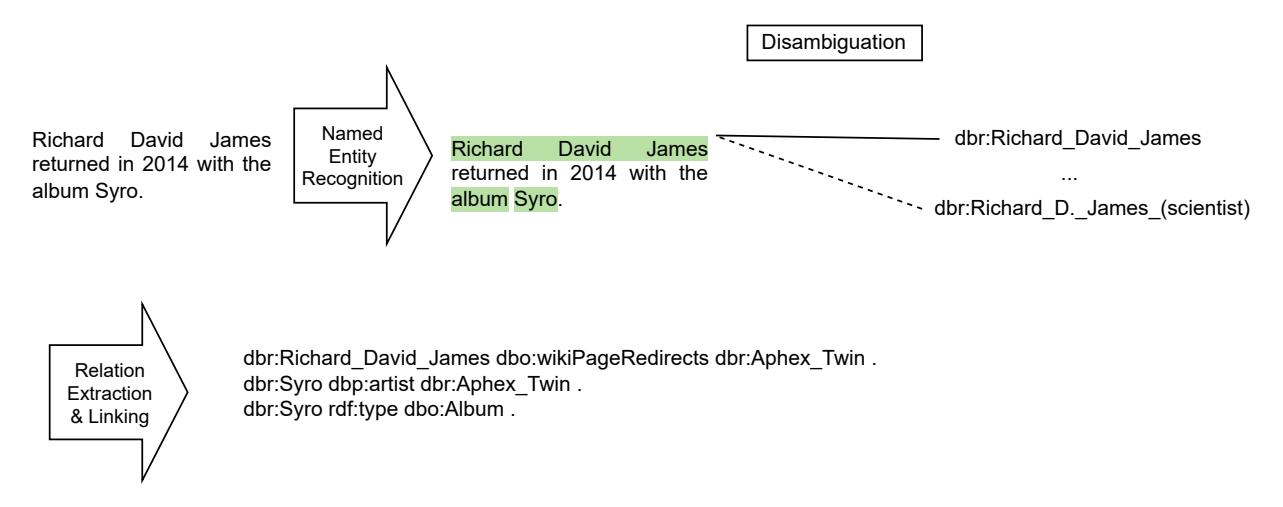 Disambiguation
Richard David James
returned in 2014 with the
album Syro.
Named
Entity
Recognition
Richard David James
returned in 2014 with the
album Syro.
dbr:Richard_David_James
...
dbr:Richard_D._James_(scientist)
Relation
Extraction
& Linking
dbr:Richard_David_James dbo:wikiPageRedirects dbr:Aphex_Twin .
dbr:Syro dbp:artist dbr:Aphex_Twin .
dbr:Syro rdf:type dbo:Album .